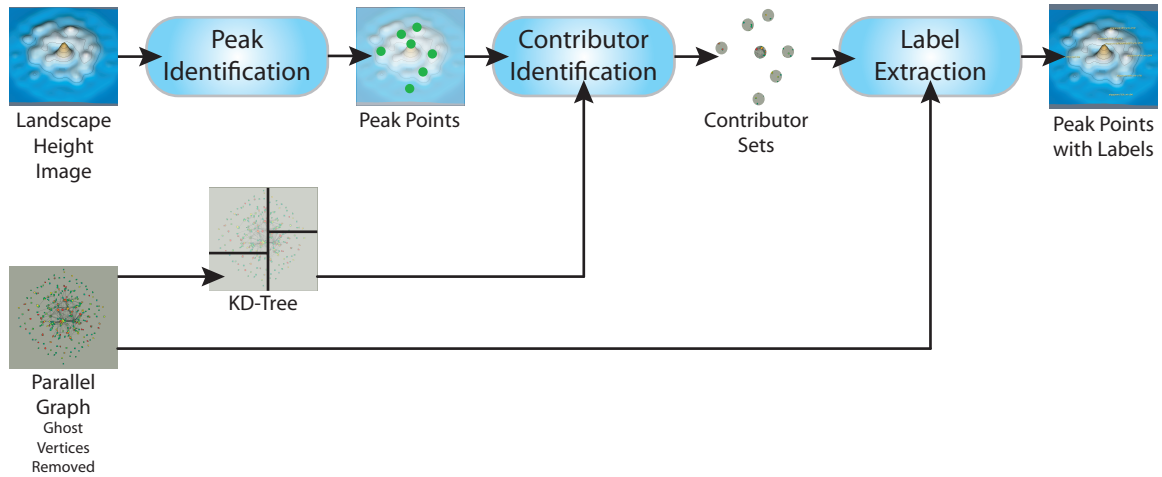 Peak
Identification
Contributor
Identification
Label
Extraction
Landscape
Height
Image
Peak Points
Contributor
Sets
Peak Points
with Labels
KD-Tree
Parallel
Graph
Ghost
Vertices
Removed